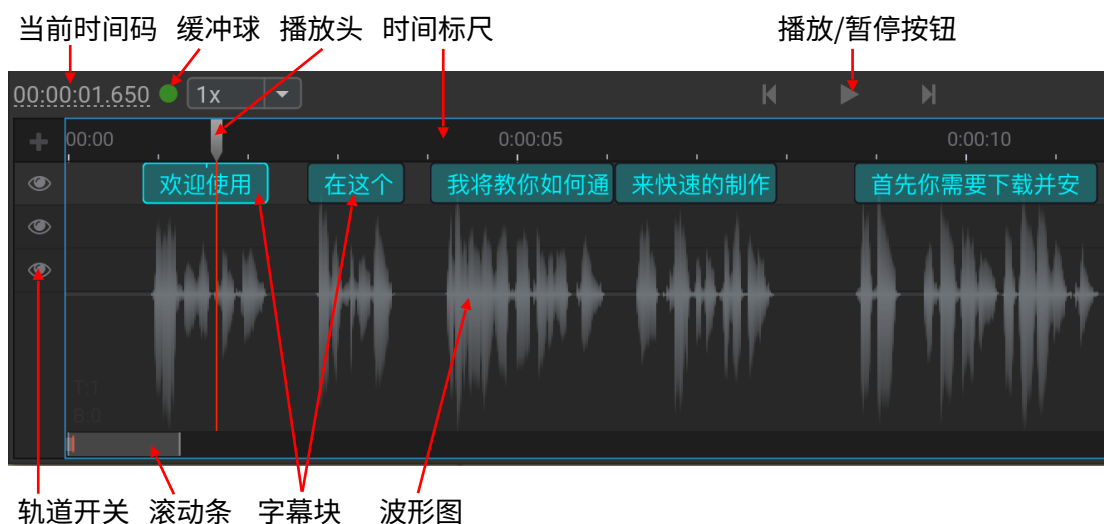 当前时间码 缓冲球 播放头 时间标尺 播放/暂停按钮
00:00:01.650 1x
00:00 0:00:05 0:00:10
欢迎使用 在这个 我将教你如何通 来快速的制作 首先你需要下载并安
T:1
B:0
轨道开关 滚动条 字幕块 波形图